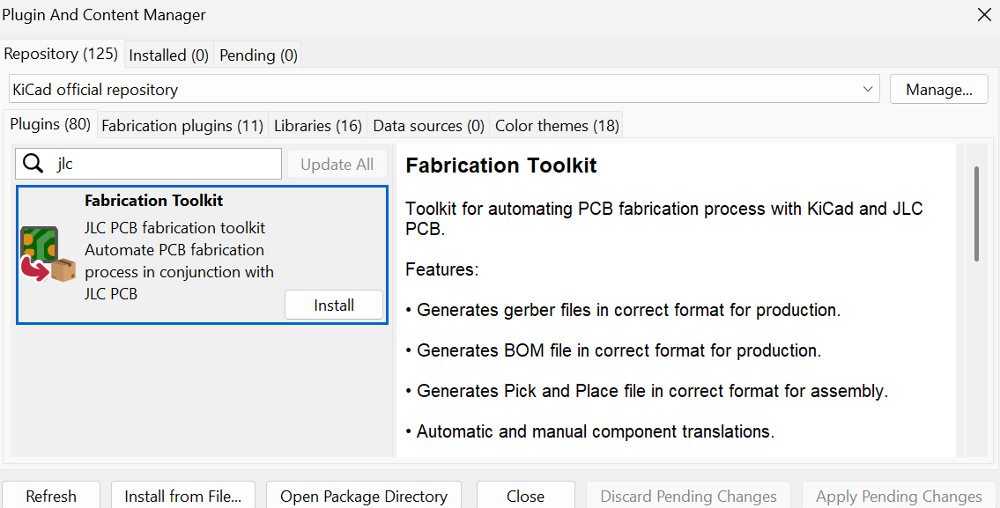 Plugin And Content Manager
Repository (125) Installed (0) Pending (0)
KiCad official repository Manage...
Plugins (80) Fabrication plugins (11) Libraries (16) Data sources (0) Color themes (18)
jlc Update All
Fabrication Toolkit
JLC PCB fabrication toolkit
Automate PCB fabrication
process in conjunction with
JLC PCB
Install
Fabrication Toolkit
Toolkit for automating PCB fabrication process with KiCad and JLC
PCB.
Features:
• Generates gerber files in correct format for production.
• Generates BOM file in correct format for production.
• Generates Pick and Place file in correct format for assembly.
• Automatic and manual component translations.
Refresh Install from File... Open Package Directory Close Discard Pending Changes Apply Pending Changes